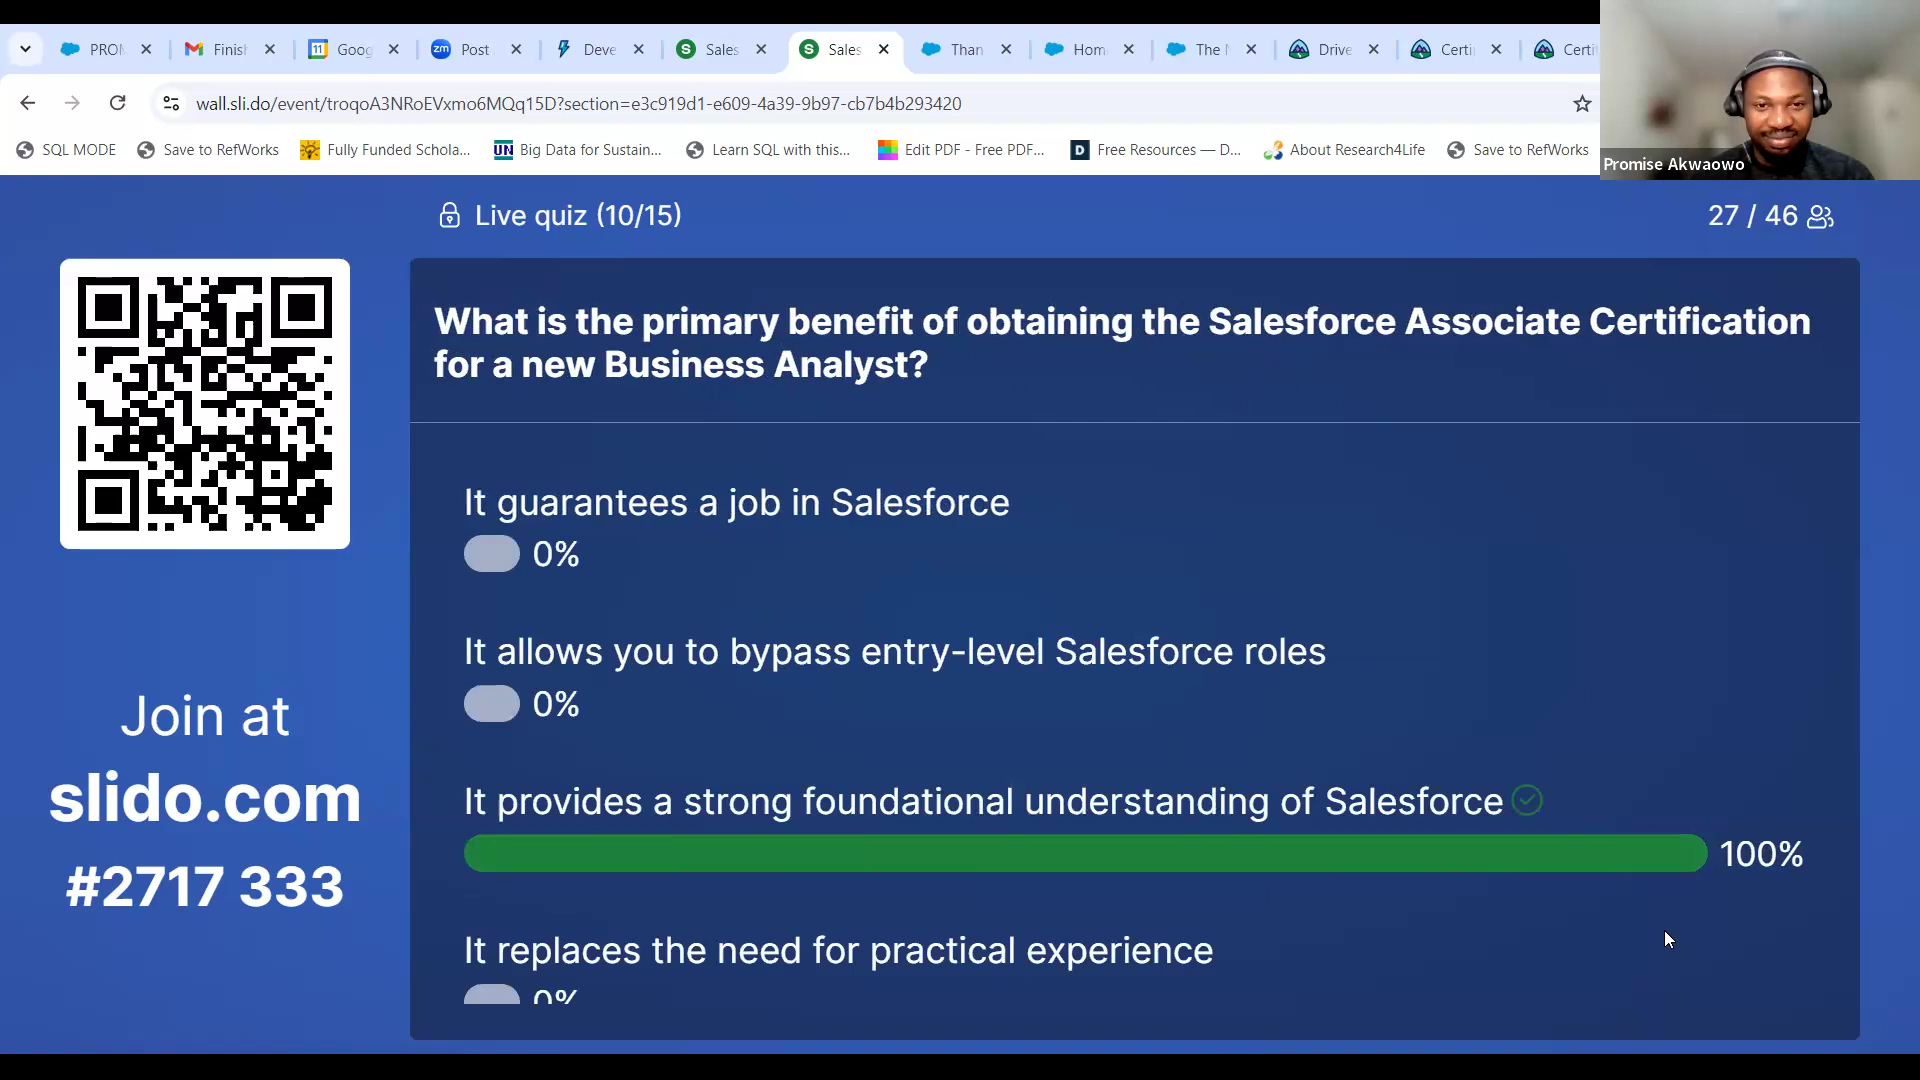 PROM
Finish
Goog
Post
Deve
Sales
Sales
Than
Hom
The
Drive
Certi
Certi
wall.sli.do/event/troqoA3NRoEVxmo6MQq15D?section=e3c919d1-e609-4a39-9b97-cb7b4b293420
SQL MODE
Save to RefWorks
Fully Funded Schola...
UN Big Data for Sustain...
Learn SQL with this...
Edit PDF - Free PDF...
D Free Resources — D...
About Research4Life
Save to RefWorks
Promise Akwaowo
Live quiz (10/15)
27 / 46
What is the primary benefit of obtaining the Salesforce Associate Certification
for a new Business Analyst?
It guarantees a job in Salesforce
0%
It allows you to bypass entry-level Salesforce roles
0%
It provides a strong foundational understanding of Salesforce
100%
It replaces the need for practical experience
0%
Join at
slido.com
#2717 333